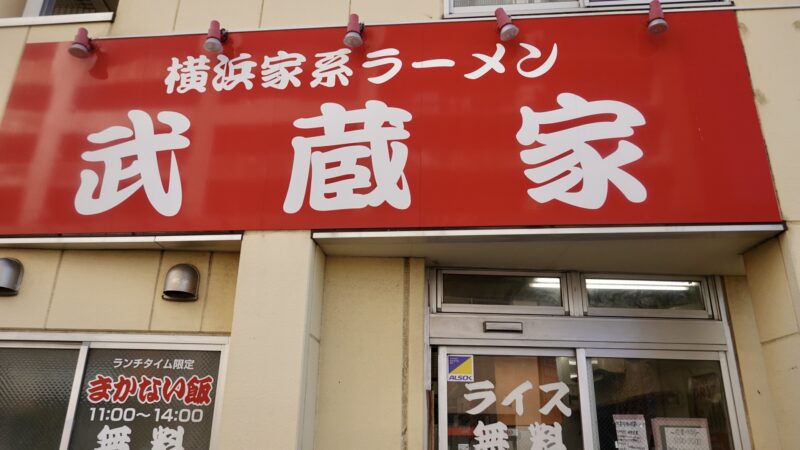 横浜家系ラーメン
武蔵家
ランチタイム限定
まかない飯
11:00〜14:00
無料
ALSOK
ライス
無料